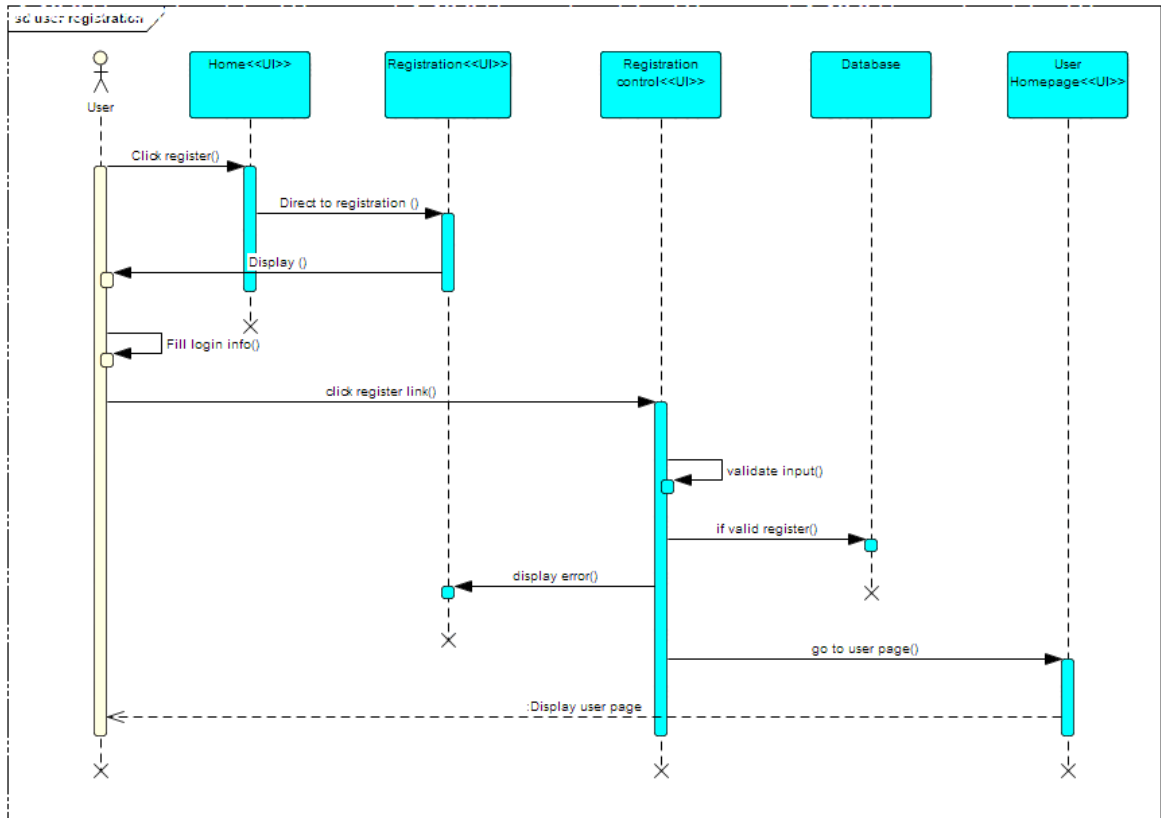 sd user registration
Home<<UI>>
Registration<<UI>>
Registration
control<<UI>>
Database
User
Homepage<<UI>>
User
Click register()
Direct to registration ()
Display ()
Fill login info()
click register link()
validate input()
if valid register()
display error()
go to user page()
:Display user page